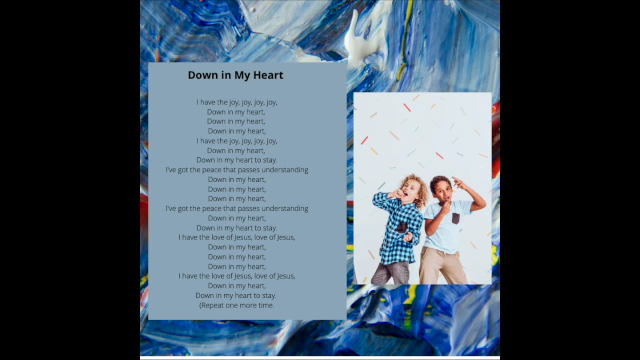 Down in My Heart
I have the joy, joy, joy, joy,
Down in my heart,
Down in my heart,
Down in my heart,
I have the joy, joy, joy, joy,
Down in my heart,
Down in my heart to stay.
I've got the peace that passes understanding
Down in my heart,
Down in my heart,
Down in my heart,
I've got the peace that passes understanding
Down in my heart,
Down in my heart to stay.
I have the love of Jesus, love of Jesus,
Down in my heart,
Down in my heart,
Down in my heart,
I have the love of Jesus, love of Jesus,
Down in my heart,
Down in my heart to stay.
(Repeat one more time.